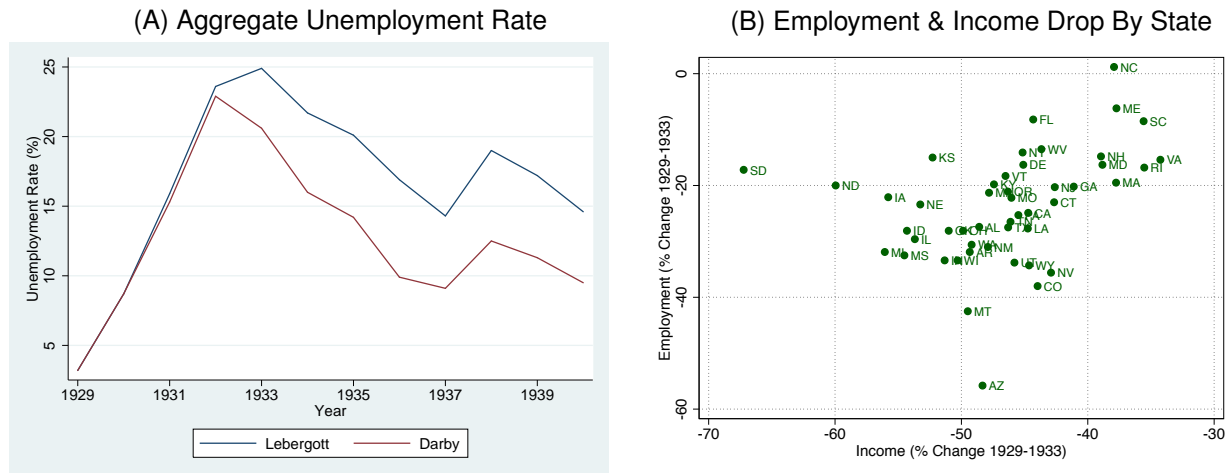 (A) Aggregate Unemployment Rate
Unemployment Rate (%)
25
20
15
10
5
1929 1931 1933 1935 1937 1939
Year
Lebergott Darby
(B) Employment & Income Drop By State
Employment (% Change 1929-1933)
0
-20
-40
-60
NC
ME
FL SC
NY WV
KS DE NH MD VA
SD VT RI
ND KY NJ GA MA
IA OR MO
NE CT
CA
ID OH AL TN LA
IL WA NM
MI MS AR
WI UT WY
NV
CO
MT
AZ
-70 -60 -50 -40 -30
Income (% Change 1929-1933)